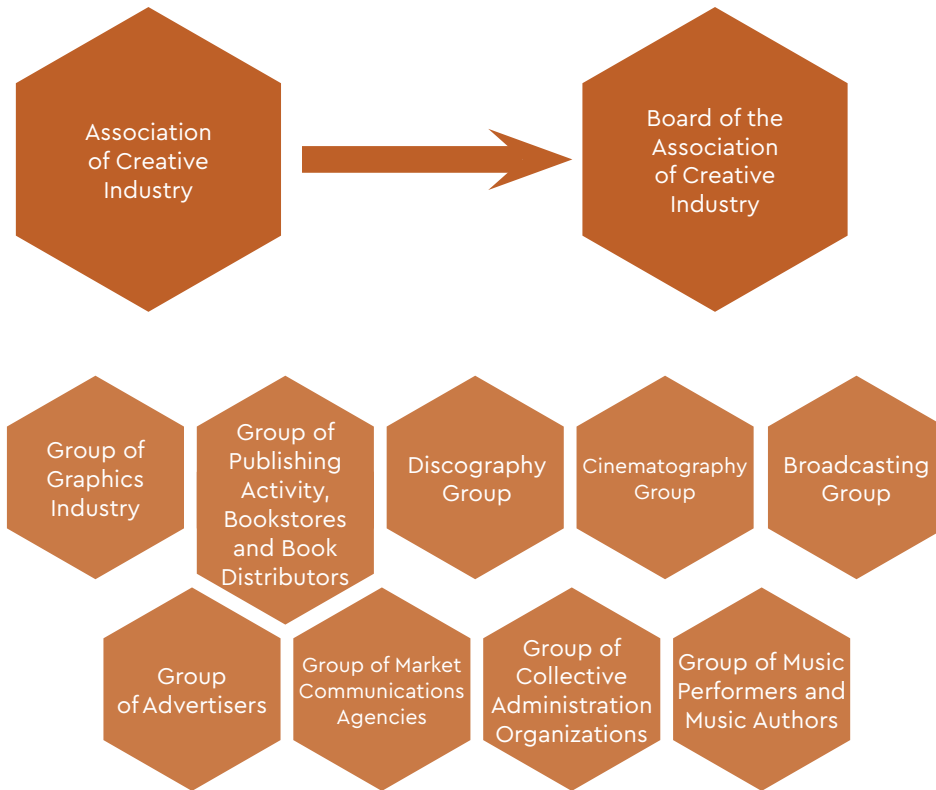 Association
of Creative
Industry
Board of the
Association
of Creative
Industry
Group of
Graphics
Industry
Group of
Publishing
Activity,
Bookstores
and Book
Distributors
Discography
Group
Cinematography
Group
Broadcasting
Group
Group
of Advertisers
Group of Market
Communications
Agencies
Group of
Collective
Administration
Organizations
Group of Music
Performers and
Music Authors